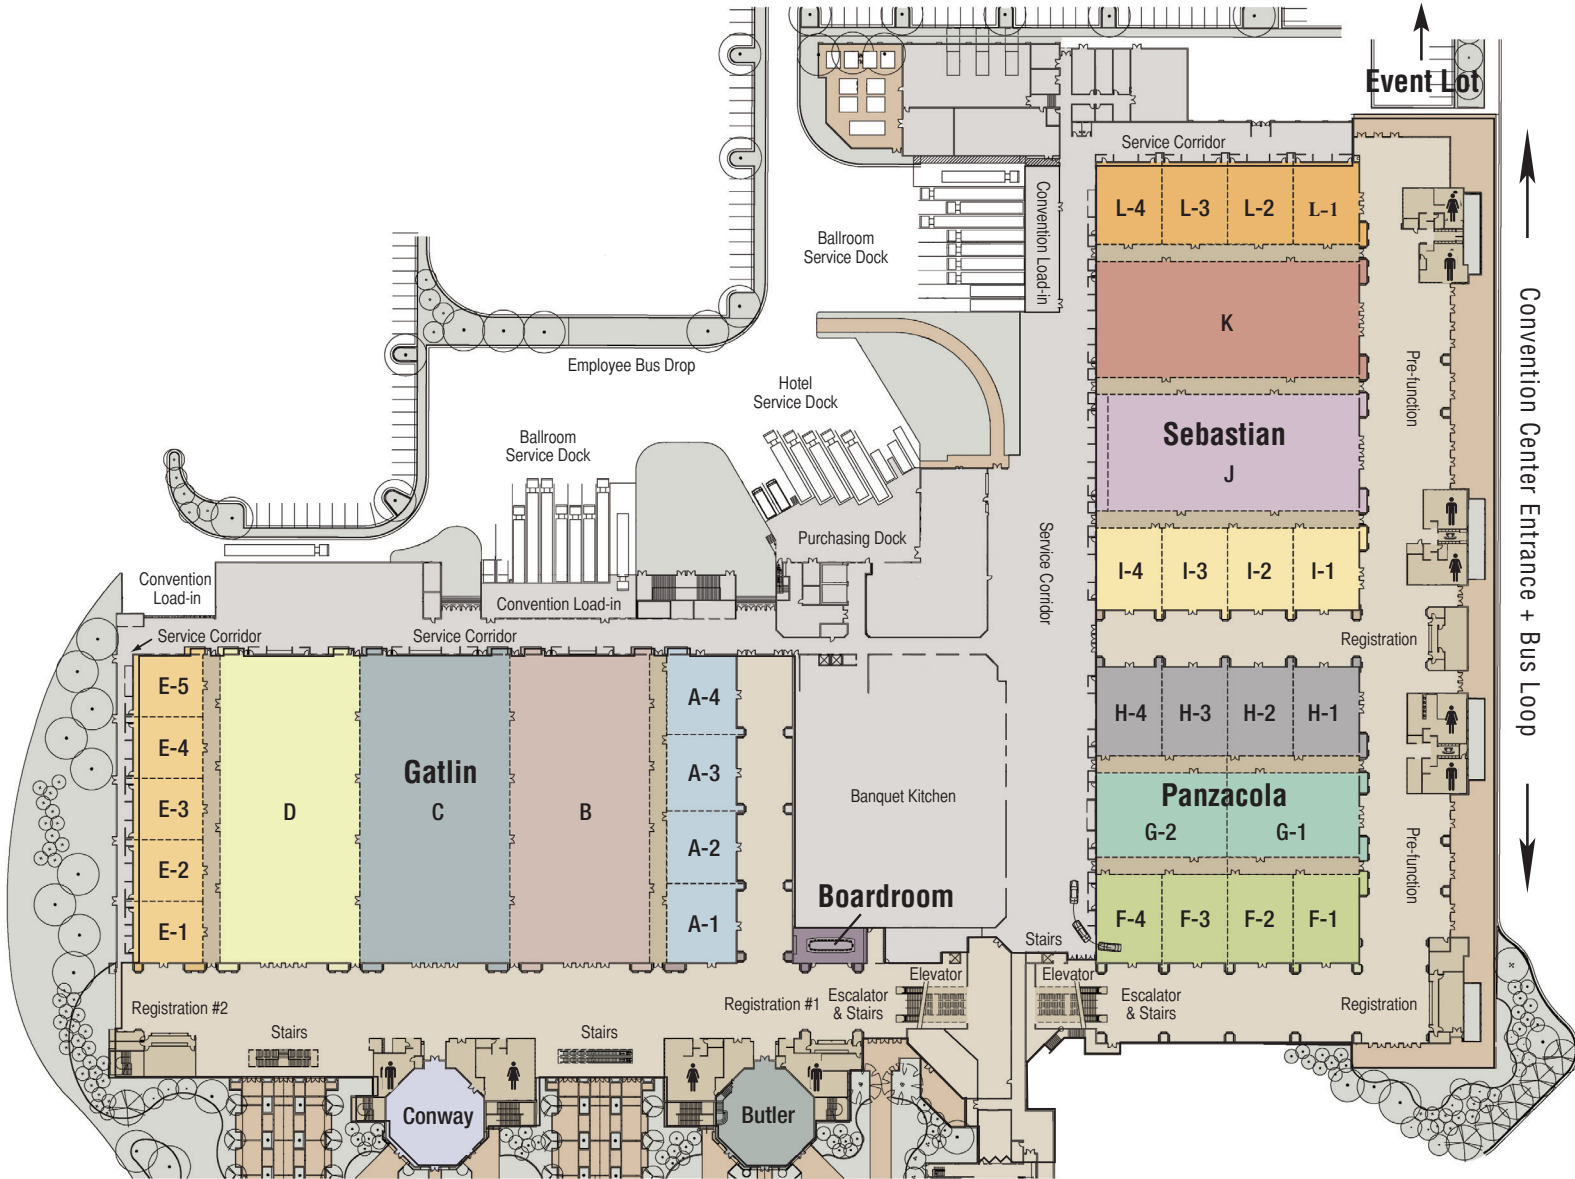 Event Lot
Service Corridor
L-4
L-3
L-2
L-1
Convention Load-in
Ballroom
Service Dock
K
Convention Center Entrance + Bus Loop
Pre-function
Employee Bus Drop
Hotel
Service Dock
Sebastian
J
Ballroom
Service Dock
Purchasing Dock
Service Corridor
I-4
I-3
I-2
I-1
Convention
Load-in
Convention Load-in
Service Corridor
Service Corridor
Registration
E-5
E-4
E-3
E-2
E-1
D
Gatlin
C
B
A-4
A-3
A-2
A-1
Banquet Kitchen
Boardroom
H-4
H-3
H-2
H-1
Panzacola
G-2
G-1
Pre-function
F-4
F-3
F-2
F-1
Stairs
Elevator
Elevator
Registration #2
Registration #1
Escalator
& Stairs
Escalator
& Stairs
Registration
Stairs
Stairs
Conway
Butler